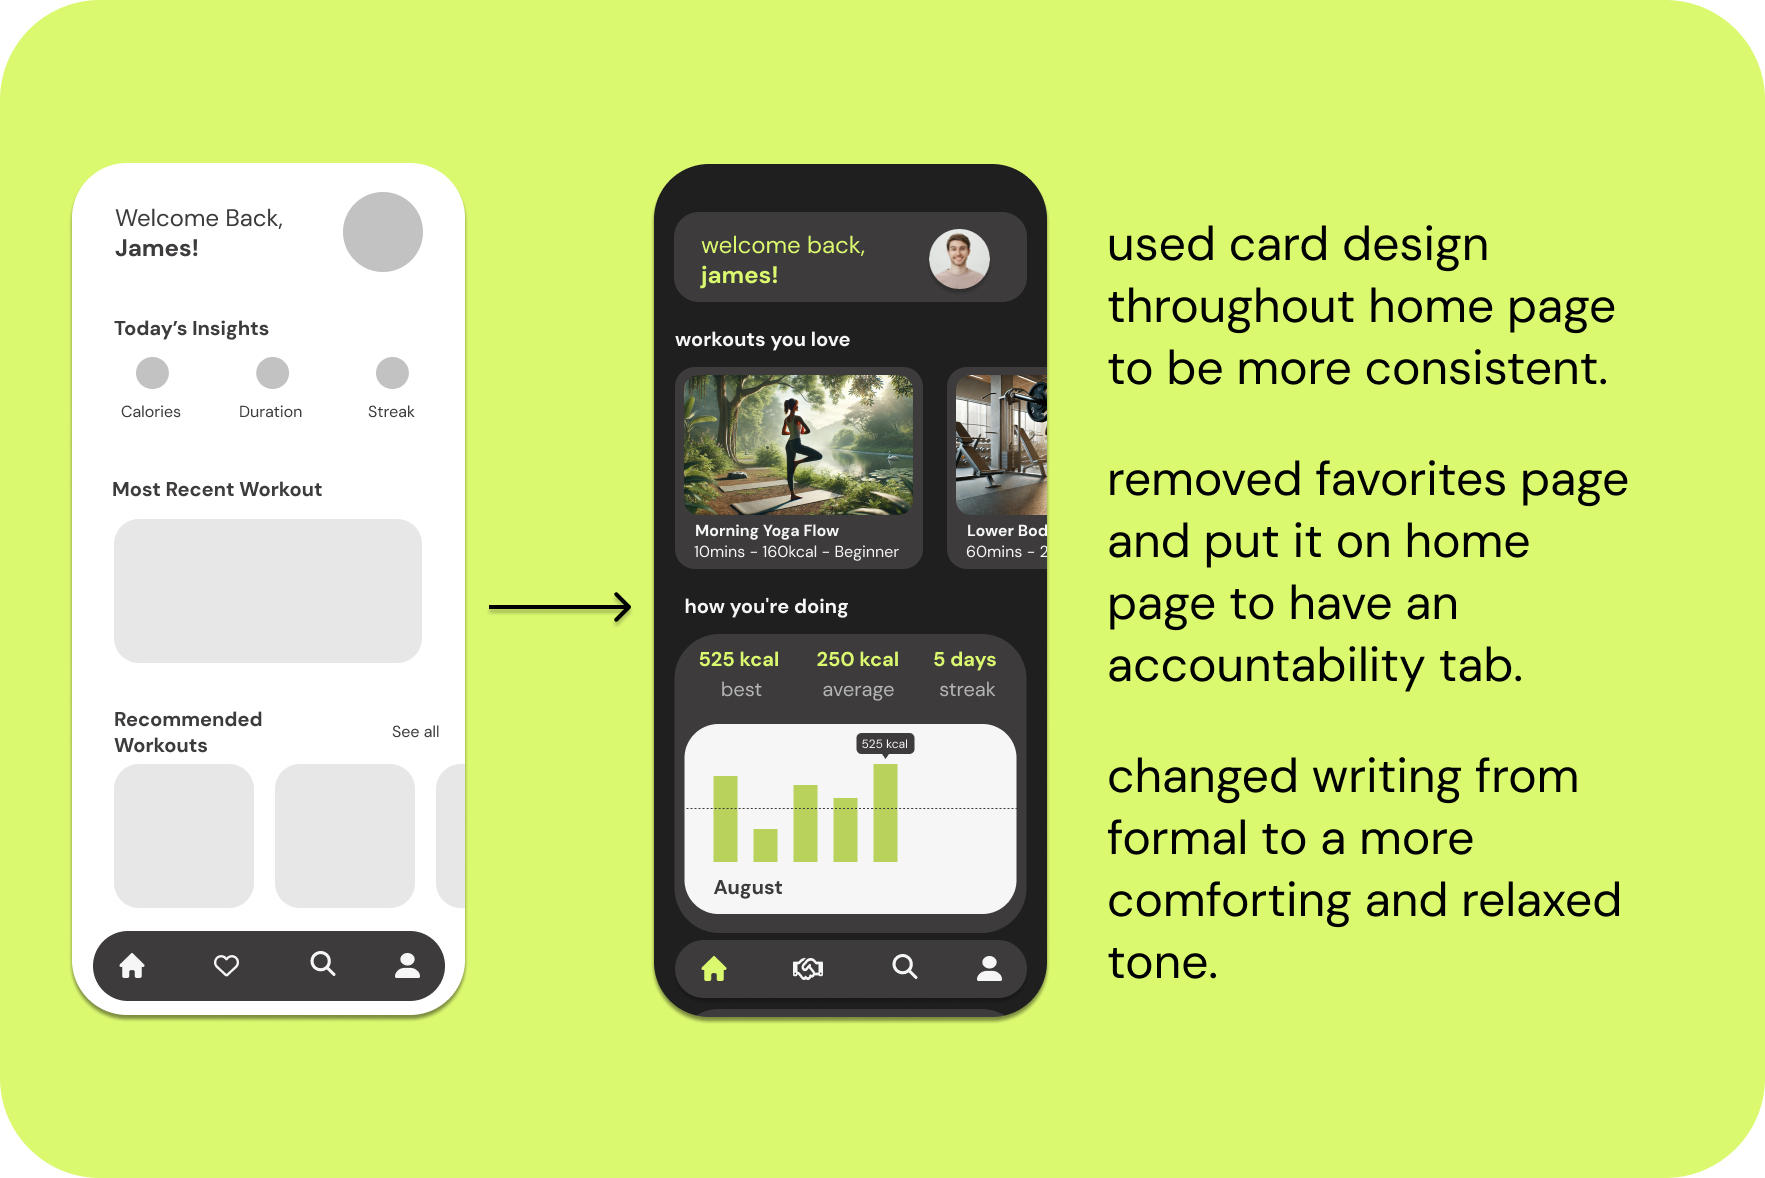 Welcome Back,
James!
Today's Insights
Calories Duration Streak
Most Recent Workout
Recommended
Workouts
See all
welcome back,
james!
workouts you love
Morning Yoga Flow
10mins - 160kcal - Beginner
Lower Bod
60mins - 2
how you're doing
525 kcal 250 kcal 5 days
best average streak
525 kcal
August
used card design
throughout home page
to be more consistent.
removed favorites page
and put it on home
page to have an
accountability tab.
changed writing from
formal to a more
comforting and relaxed
tone.